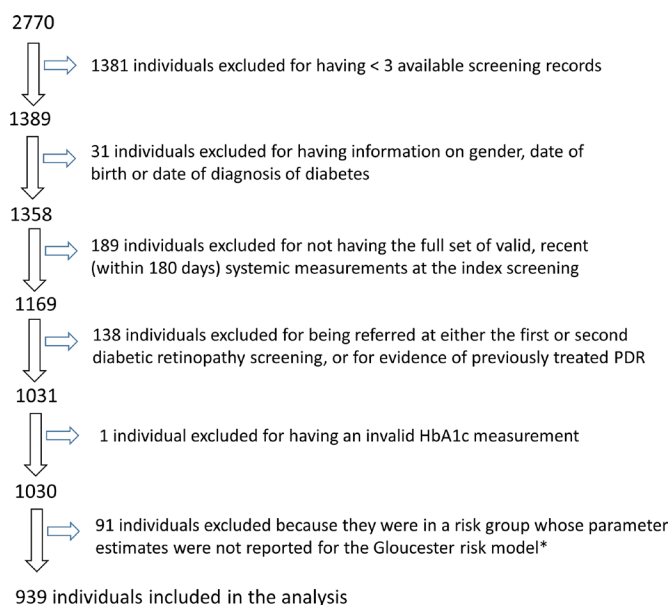 2770
1381 individuals excluded for having < 3 available screening records
1389
31 individuals excluded for having information on gender, date of
birth or date of diagnosis of diabetes
1358
189 individuals excluded for not having the full set of valid, recent
(within 180 days) systemic measurements at the index screening
1169
138 individuals excluded for being referred at either the first or second
diabetic retinopathy screening, or for evidence of previously treated PDR
1031
1 individual excluded for having an invalid HbA1c measurement
1030
91 individuals excluded because they were in a risk group whose parameter
estimates were not reported for the Gloucester risk model*
939 individuals included in the analysis